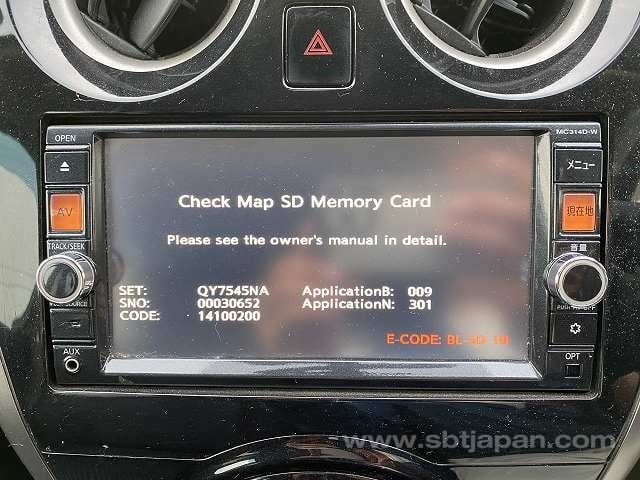 OPEN
MC314D-W
メニュー
AV
現在地
TRACK/SEEK
音量
Check Map SD Memory Card
Please see the owner's manual in detail.
SET: QY7545NA ApplicationB: 009
SNO: 00030652 ApplicationN: 301
CODE: 14100200
E-CODE:
AUX
OPT
www.sbtjapan.com